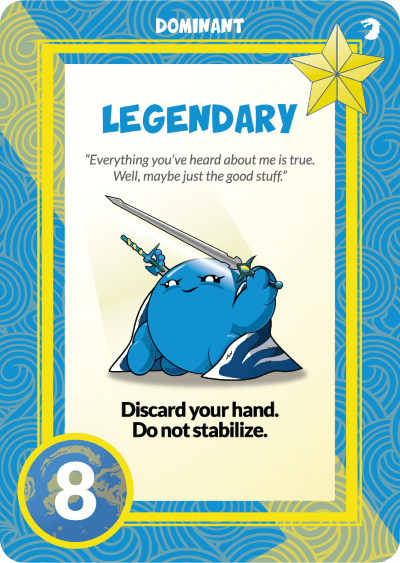 DOMINANT
LEGENDARY
“Everything you’ve heard about me is true.
Well, maybe just the good stuff.”
Discard your hand.
Do not stabilize.
8